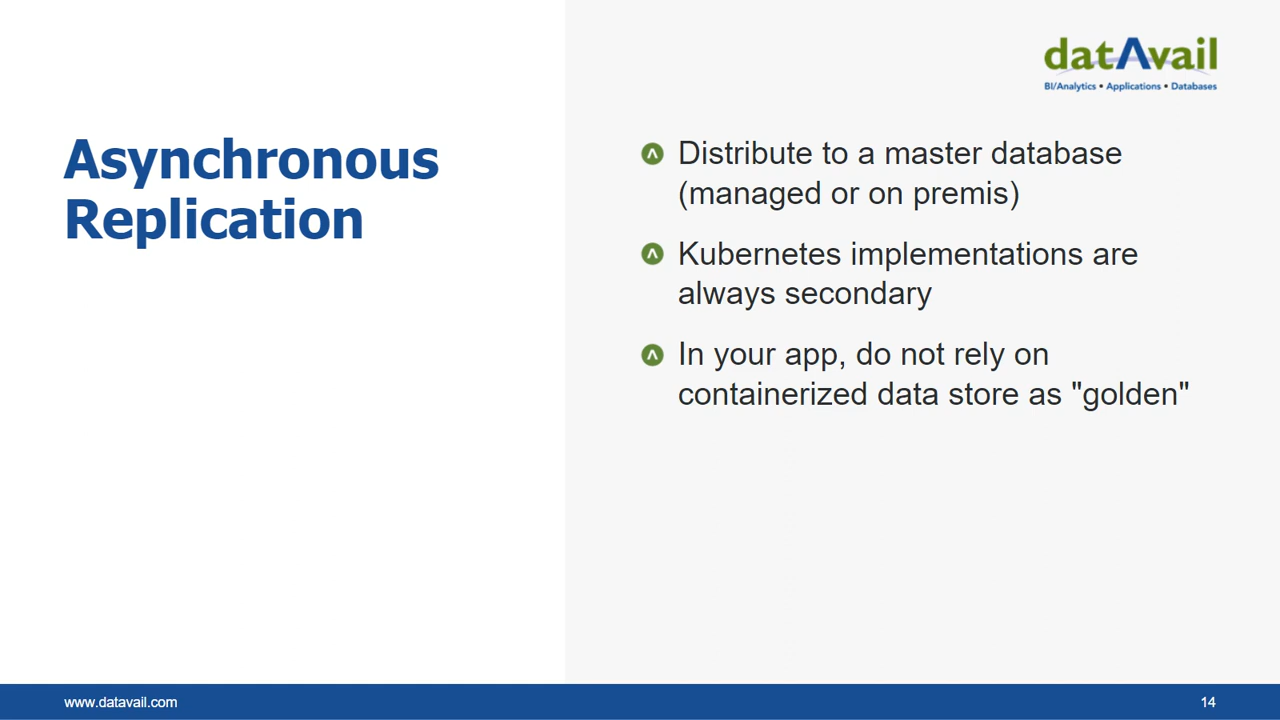 datAvail
BI/Analytics • Applications • Databases
Asynchronous
Replication
Distribute to a master database
(managed or on premis)
Kubernetes implementations are
always secondary
In your app, do not rely on
containerized data store as "golden"
www.datavail.com
14